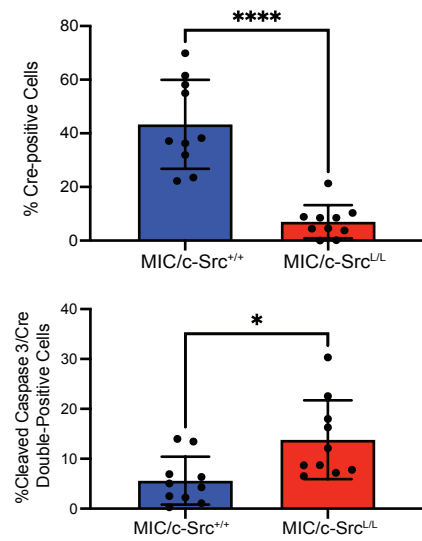 ****
% Cre-positive Cells
80
60
40
20
0
MIC/c-Src+/+ MIC/c-SrcL/L
*
%Cleaved Caspase 3/Cre
Double-Positive Cells
40
30
20
10
0
MIC/c-Src+/+ MIC/c-SrcL/L